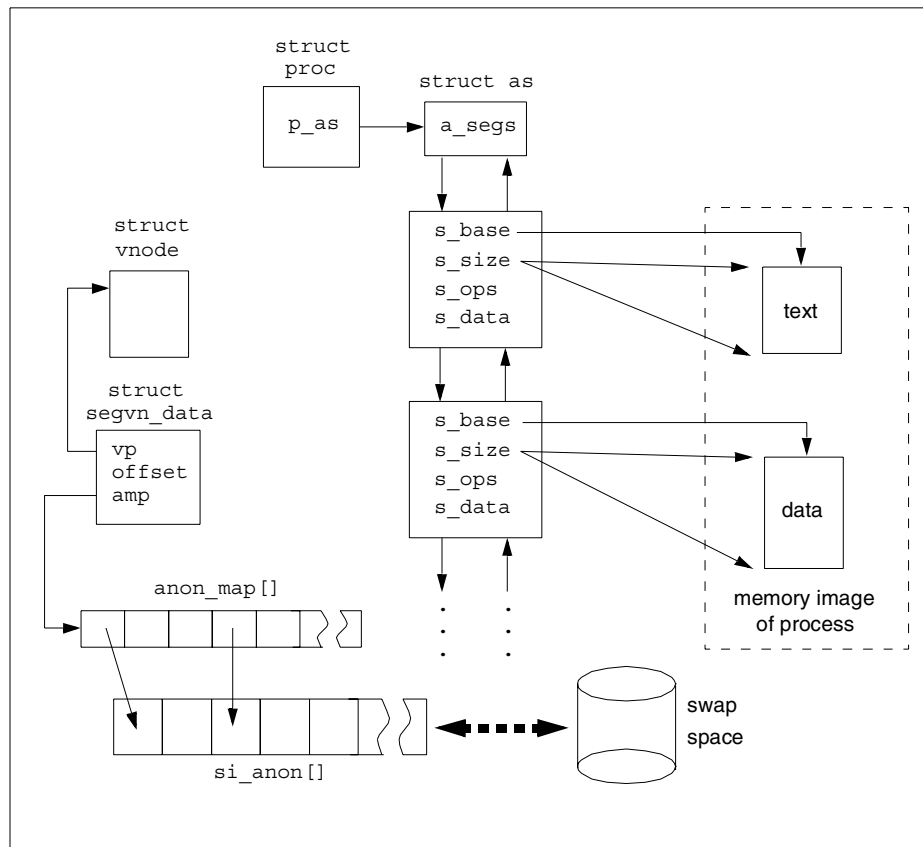 struct
proc
p_as
struct as
a_segs
s_base
s_size
s_ops
s_data
text
struct
vnode
struct
segvn_data
vp
offset
amp
s_base
s_size
s_ops
s_data
data
memory image
of process
anon_map[]
si_anon[]
swap
space